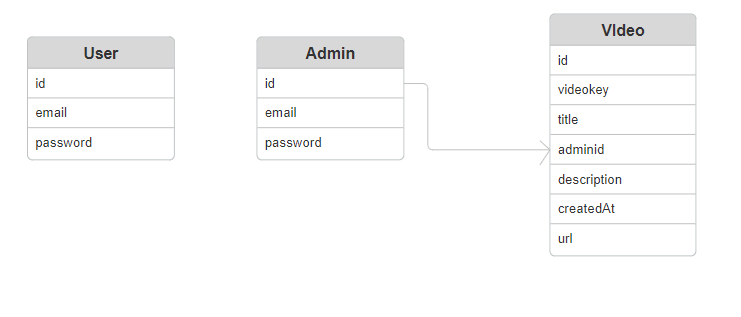 User
id
email
password
Admin
id
email
password
VIdeo
id
videokey
title
adminid
description
createdAt
url